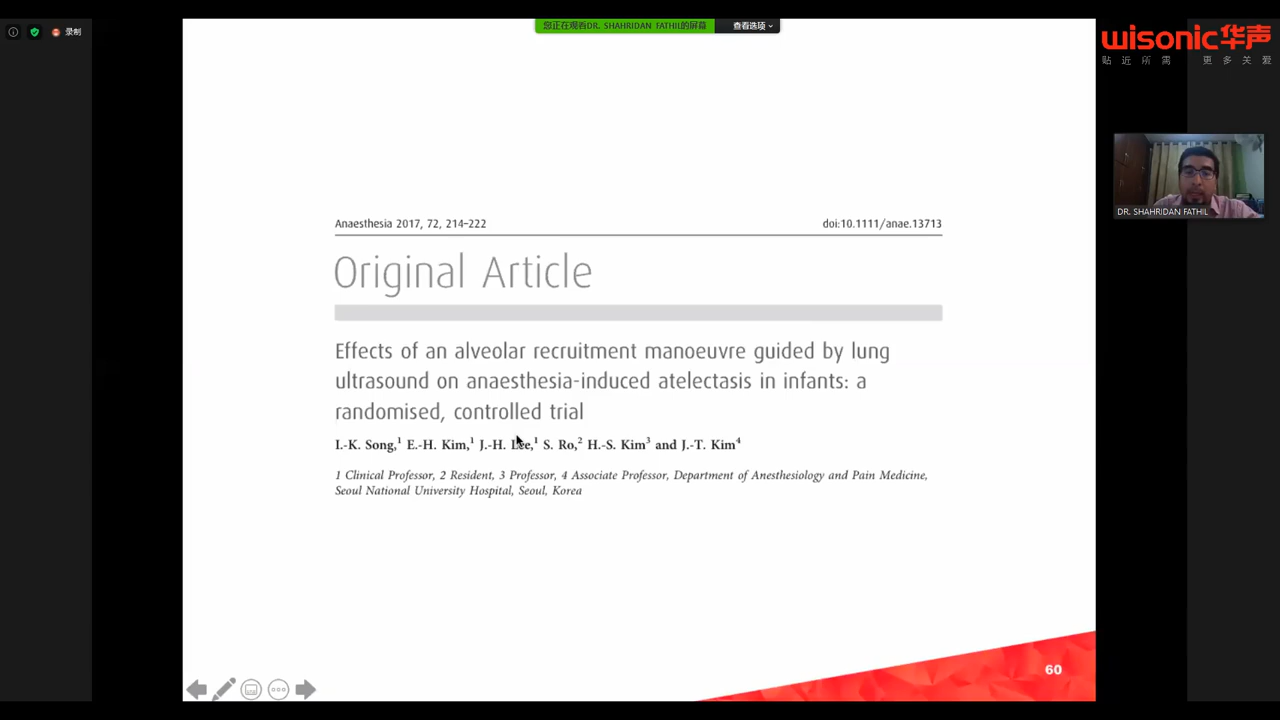 录制
您正在观看DR. SHAHRIDAN FATHIL的屏幕
查看选项
wisonic华声
贴近所需 更多关爱
DR. SHAHRIDAN FATHIL
Anaesthesia 2017, 72, 214–222
doi:10.1111/anae.13713
Original Article
Effects of an alveolar recruitment manoeuvre guided by lung
ultrasound on anaesthesia-induced atelectasis in infants: a
randomised, controlled trial
I.-K. Song,1 E.-H. Kim,1 J.-H. Lee,1 S. Ro,2 H.-S. Kim3 and J.-T. Kim4
1 Clinical Professor, 2 Resident, 3 Professor, 4 Associate Professor, Department of Anesthesiology and Pain Medicine,
Seoul National University Hospital, Seoul, Korea
60